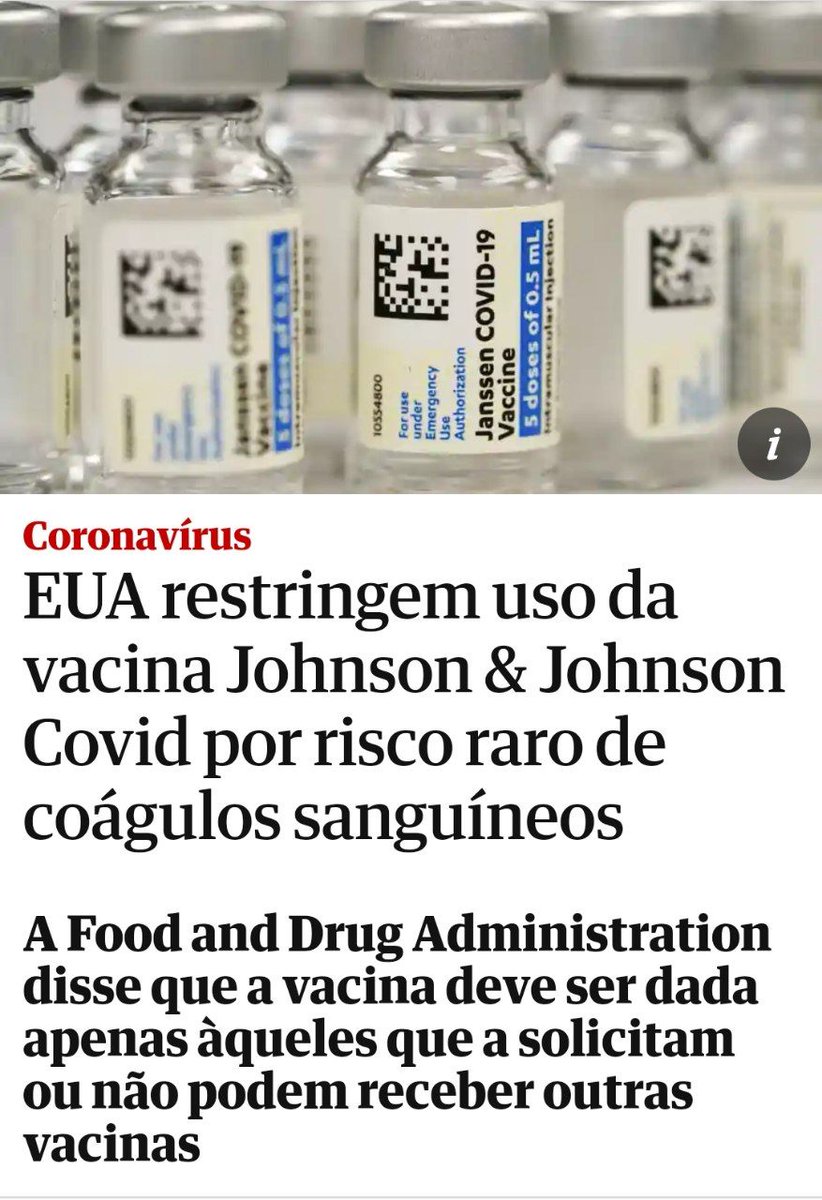 10554800
For use
under
Emergency
Use
Authorization
Janssen COVID-19
Vaccine
5 doses of 0.5 mL
Intramuscular Injection
Janssen COVID-19
Vaccine
i
Coronavírus
EUA restringem uso da
vacina Johnson & Johnson
Covid por risco raro de
coágulos sanguíneos
A Food and Drug Administration
disse que a vacina deve ser dada
apenas àqueles que a solicitam
ou não podem receber outras
vacinas